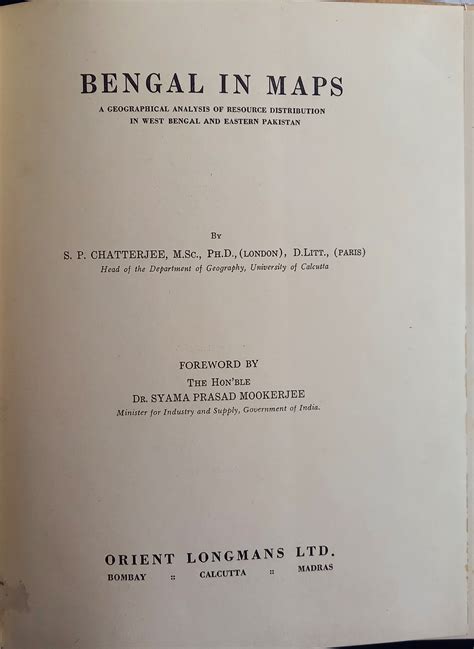 BENGAL IN MAPS
A GEOGRAPHICAL ANALYSIS OF RESOURCE DISTRIBUTION
IN WEST BENGAL AND EASTERN PAKISTAN
BY
S. P. CHATTERJEE, M.Sc., Ph.D., (LONDON), D.Litt., (PARIS)
Head of the Department of Geography, University of Calcutta
FOREWORD BY
THE HON'BLE
DR. SYAMA PRASAD MOOKERJEE
Minister for Industry and Supply, Government of India.
ORIENT LONGMANS LTD.
BOMBAY :: CALCUTTA :: MADRAS